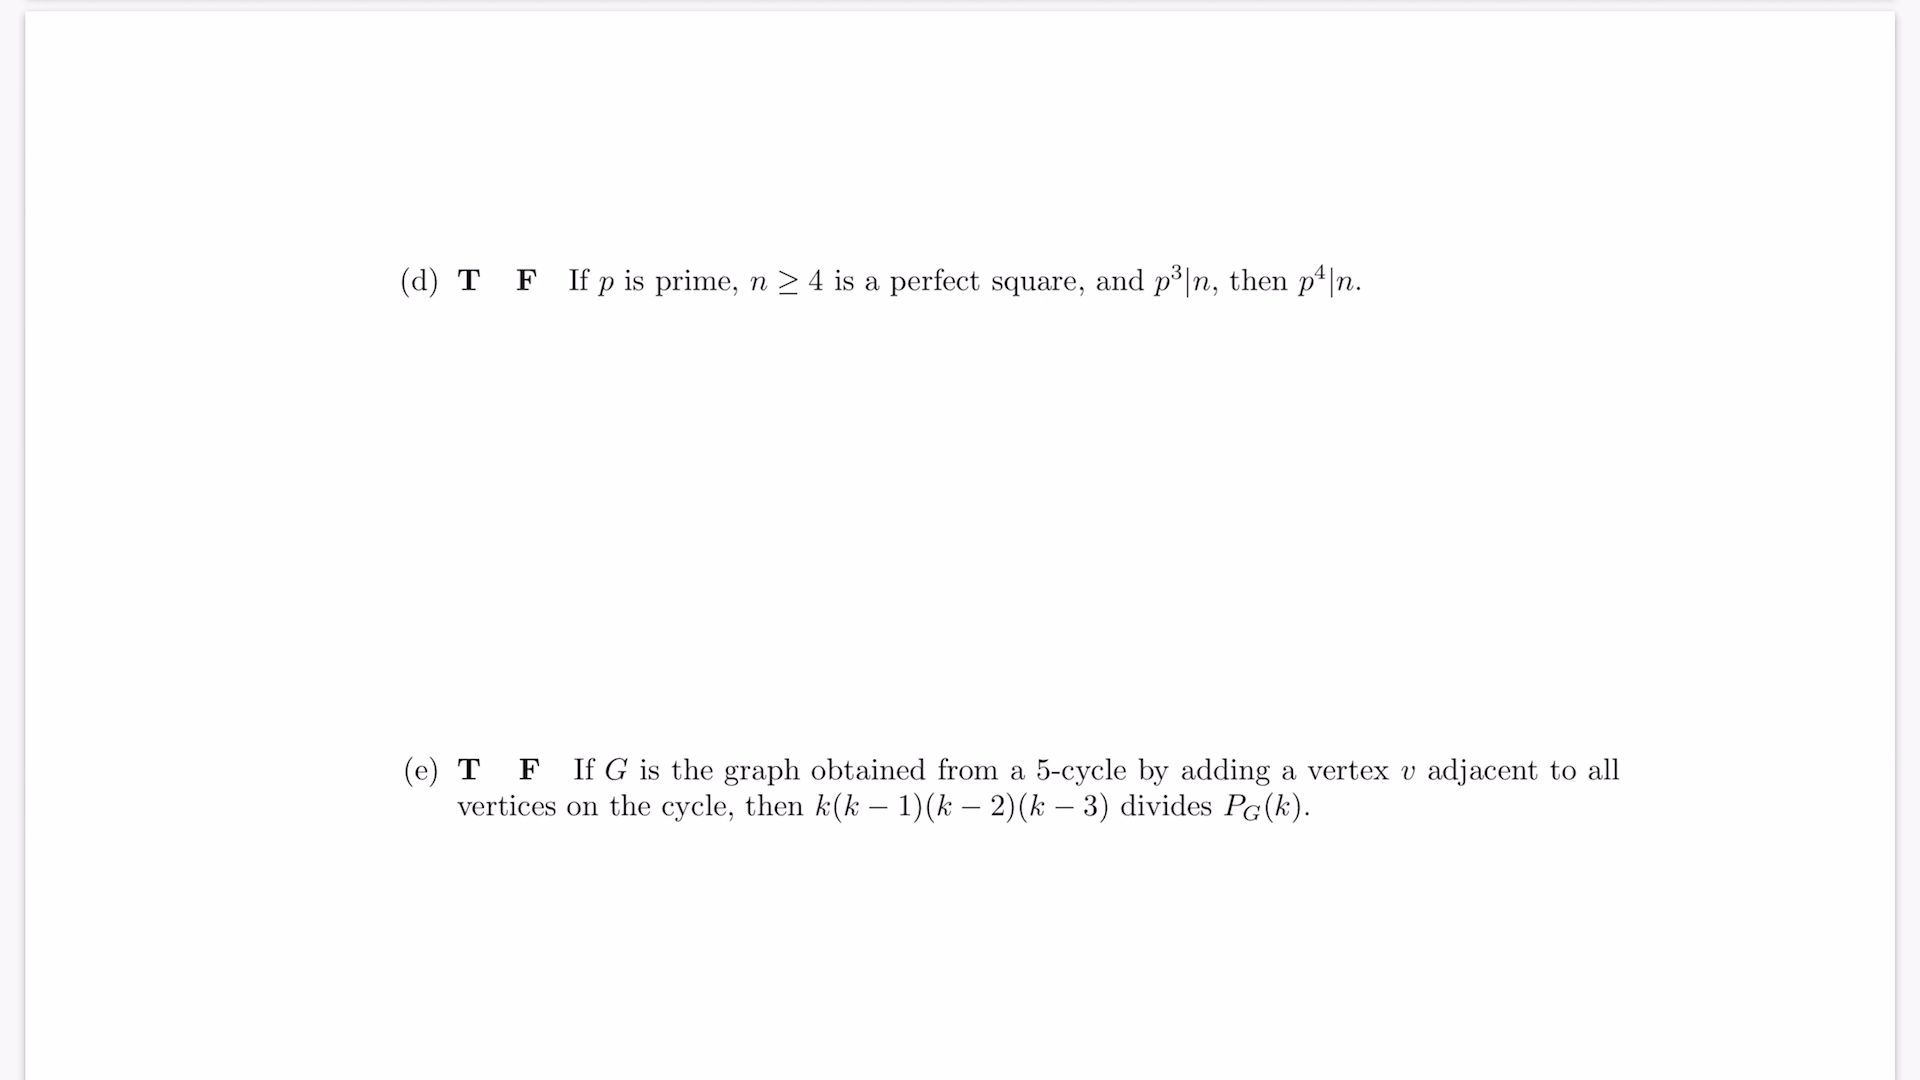 (d) T F If p is prime, n ≥ 4 is a perfect square, and p³|n, then p⁴|n.
(e) T F If G is the graph obtained from a 5-cycle by adding a vertex v adjacent to all
vertices on the cycle, then k(k − 1)(k − 2)(k − 3) divides P_G(k).